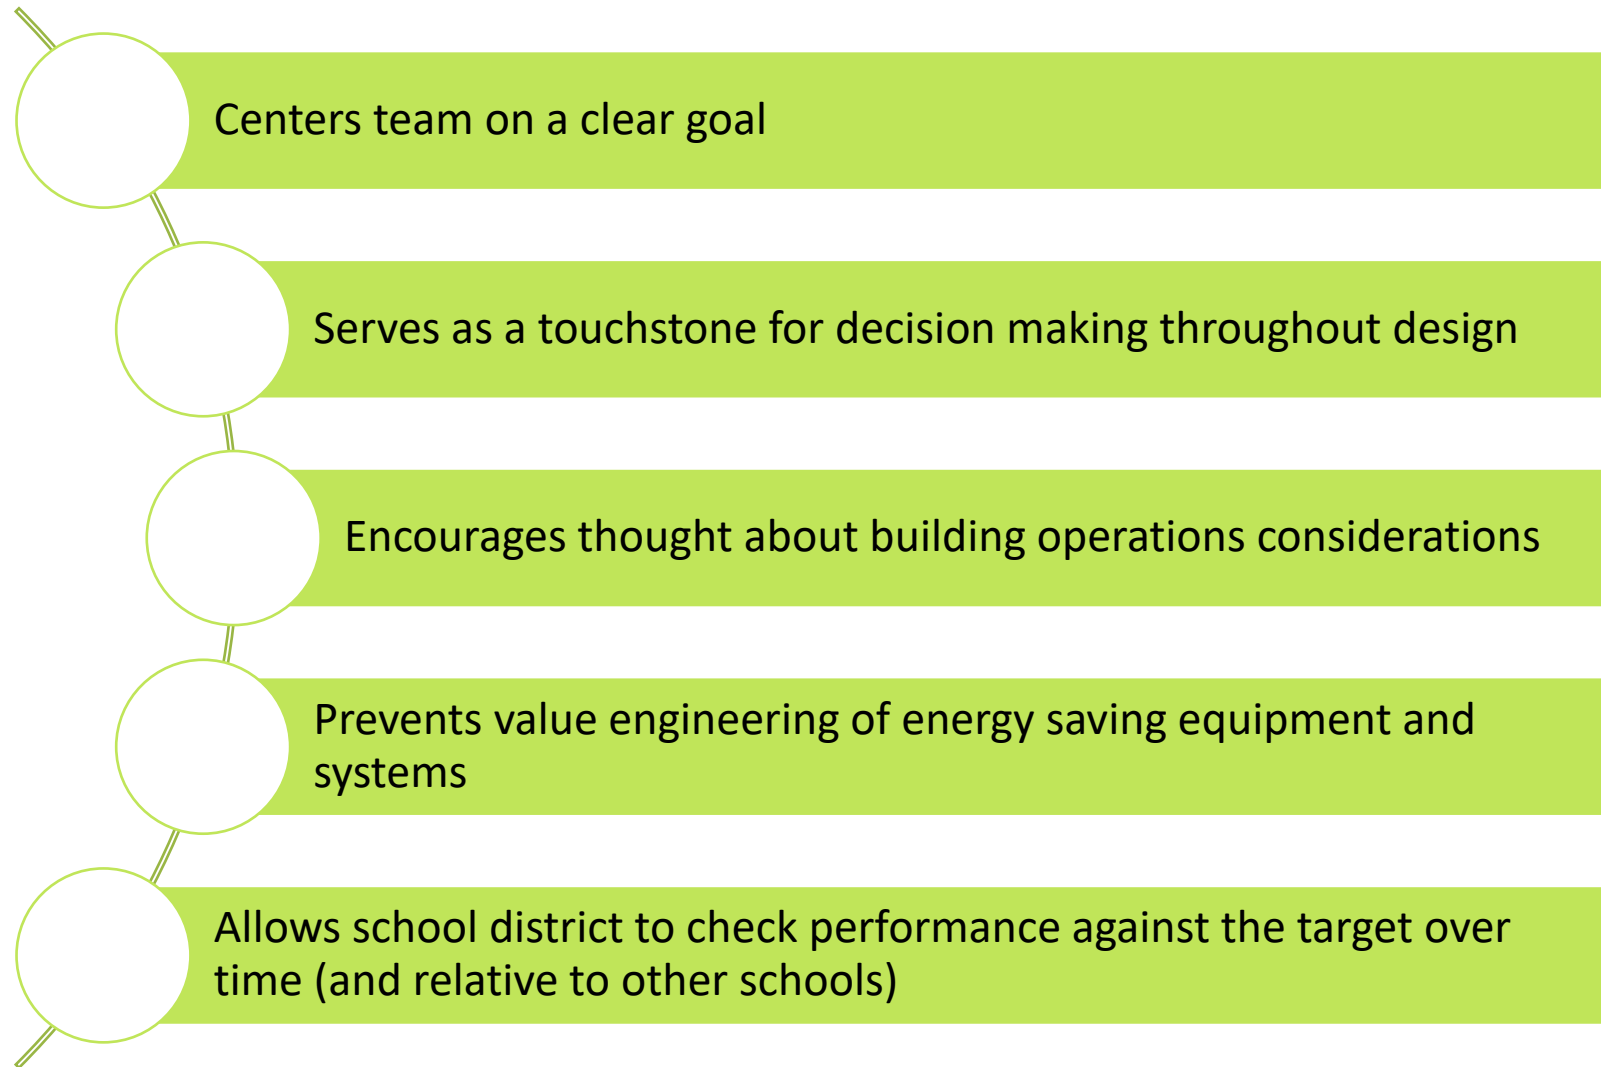 Centers team on a clear goal
Serves as a touchstone for decision making throughout design
Encourages thought about building operations considerations
Prevents value engineering of energy saving equipment and
systems
Allows school district to check performance against the target over
time (and relative to other schools)